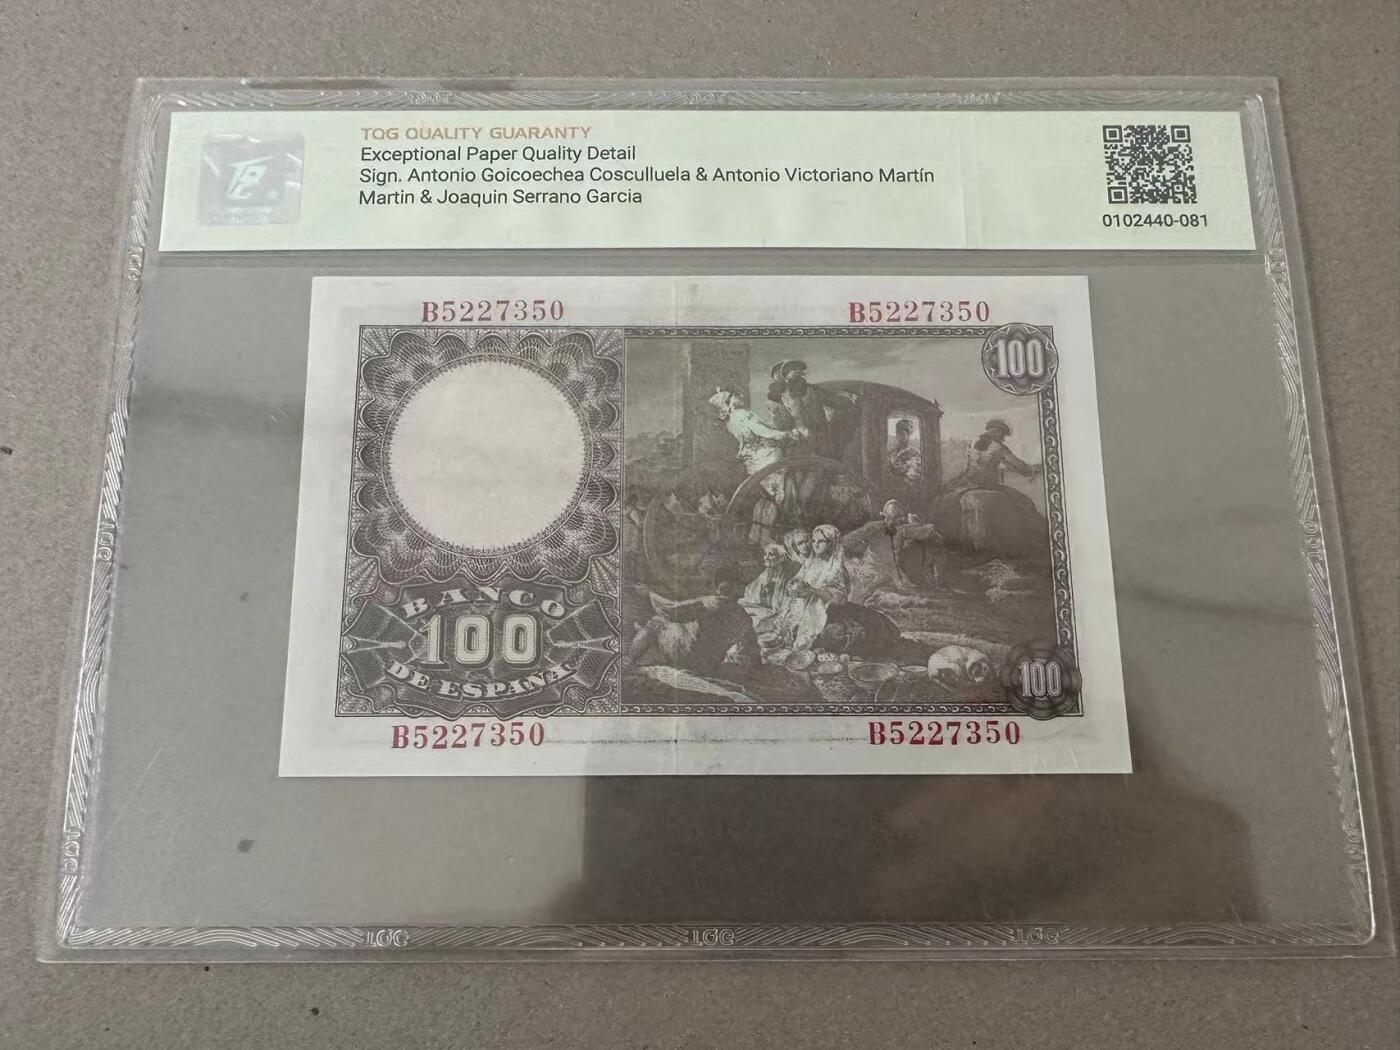 TQG QUALITY GUARANTY
Exceptional Paper Quality Detail
Sign. Antonio Goicoechea Cosculluela & Antonio Victoriano Martín
Martin & Joaquin Serrano Garcia
0102440-081
B5227350 B5227350
100
BANCO
100
DE ESPAÑA
100
B5227350 B5227350